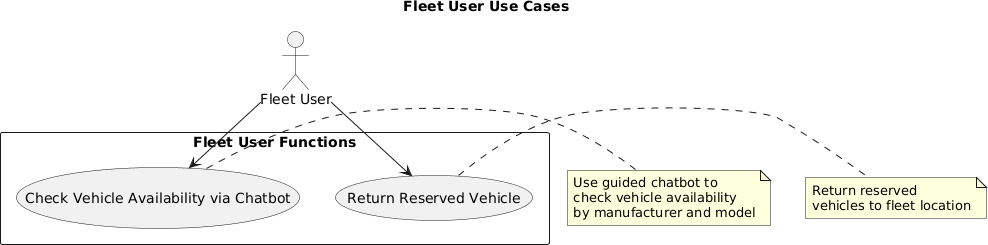 Fleet User Use Cases
Fleet User
Fleet User Functions
Check Vehicle Availability via Chatbot
Return Reserved Vehicle
Use guided chatbot to
check vehicle availability
by manufacturer and model
Return reserved
vehicles to fleet location